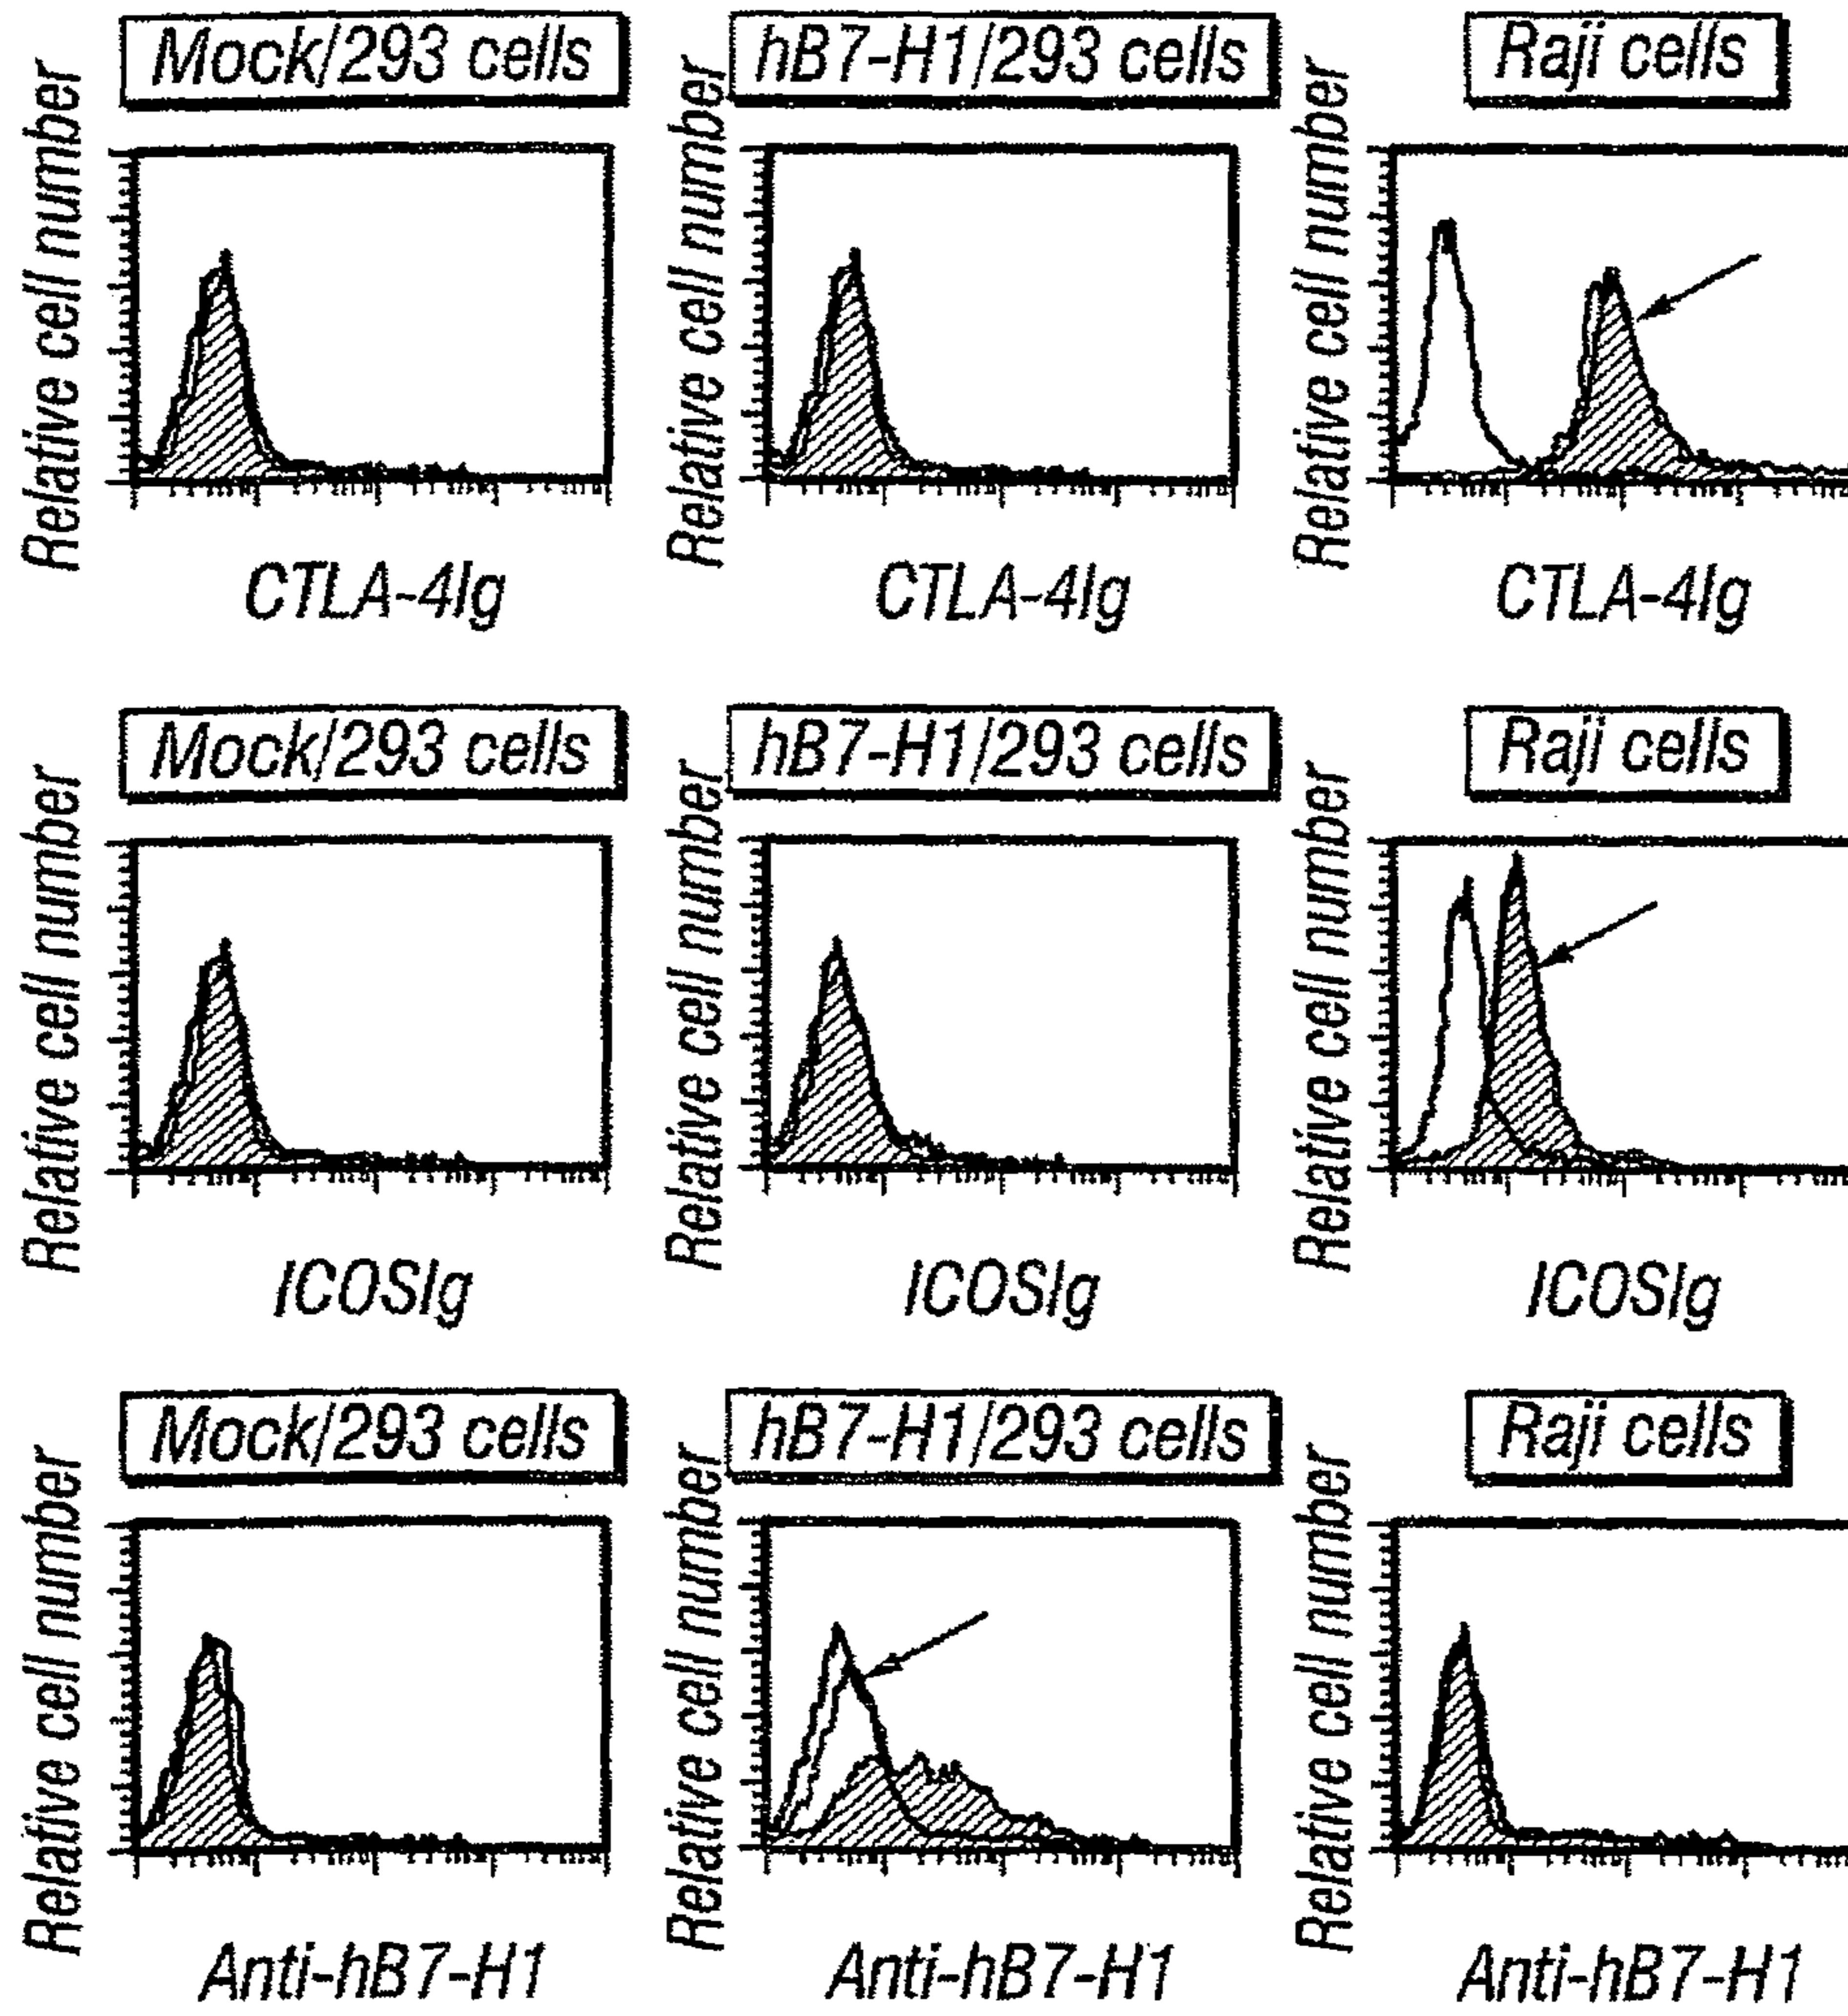 Mock/293 cells
hB7-H1/293 cells
Raji cells
Relative cell number
Relative cell number
Relative cell number
CTLA-4Ig
CTLA-4Ig
CTLA-4Ig
Mock/293 cells
hB7-H1/293 cells
Raji cells
Relative cell number
Relative cell number
Relative cell number
ICOSIg
ICOSIg
ICOSIg
Mock/293 cells
hB7-H1/293 cells
Raji cells
Relative cell number
Relative cell number
Relative cell number
Anti-hB7-H1
Anti-hB7-H1
Anti-hB7-H1